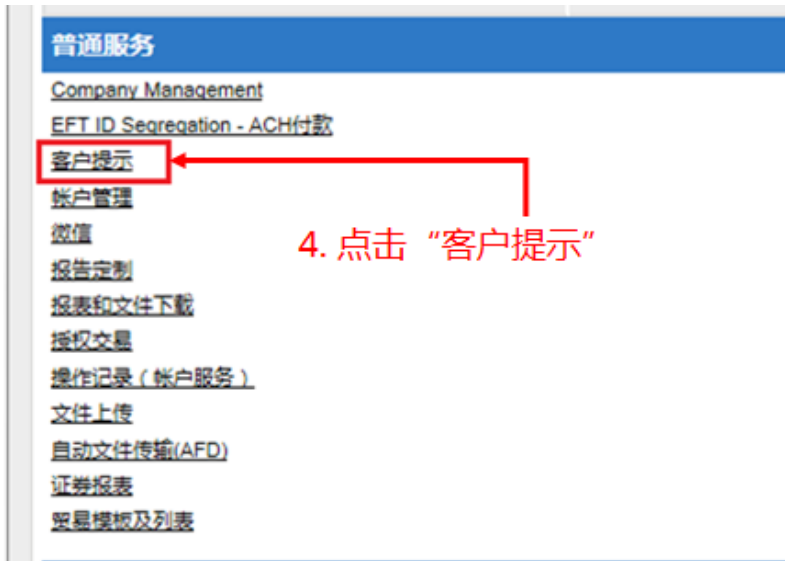 普通服务
Company Management
EFT ID Segregation - ACH付款
客户提示
帐户管理
微信
4. 点击“客户提示”
报告定制
报表和文件下载
授权交易
操作记录（帐户服务）
文件上传
自动文件传输(AFD)
证券报表
贸易模板及列表